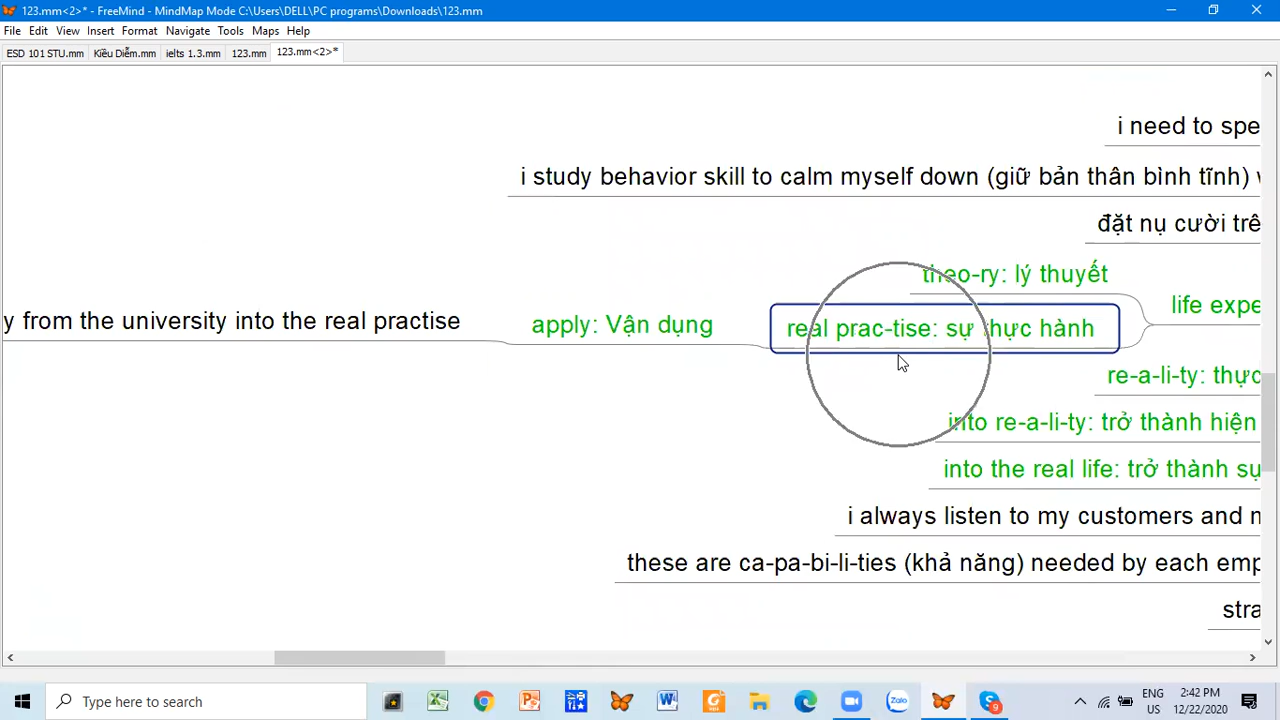 123.mm<2>* - FreeMind - MindMap Mode C:\Users\DELL\PC programs\Downloads\123.mm
File Edit View Insert Format Navigate Tools Maps Help
ESD 101 STU.mm Kiều Diễm.mm ielts 1.3.mm 123.mm 123.mm<2>*
i need to spe
i study behavior skill to calm myself down (giữ bản thân bình tĩnh) v
đặt nụ cười trê
theo-ry: lý thuyết
life expe
y from the university into the real practise
apply: Vận dụng
real prac-tise: sự thực hành
re-a-li-ty: thực
into re-a-li-ty: trở thành hiện
into the real life: trở thành sự
i always listen to my customers and m
these are ca-pa-bi-li-ties (khả năng) needed by each emp
stra
Type here to search
Zalo
9
ENG
US
2:42 PM
12/22/2020